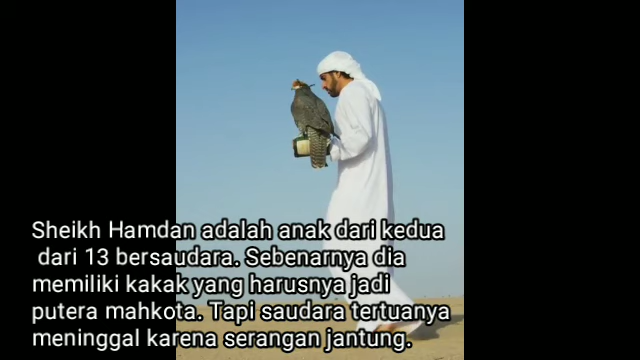 Sheikh Hamdan adalah anak dari kedua
dari 13 bersaudara. Sebenarnya dia
memiliki kakak yang harusnya jadi
putera mahkota. Tapi saudara tertuanya
meninggal karena serangan jantung.